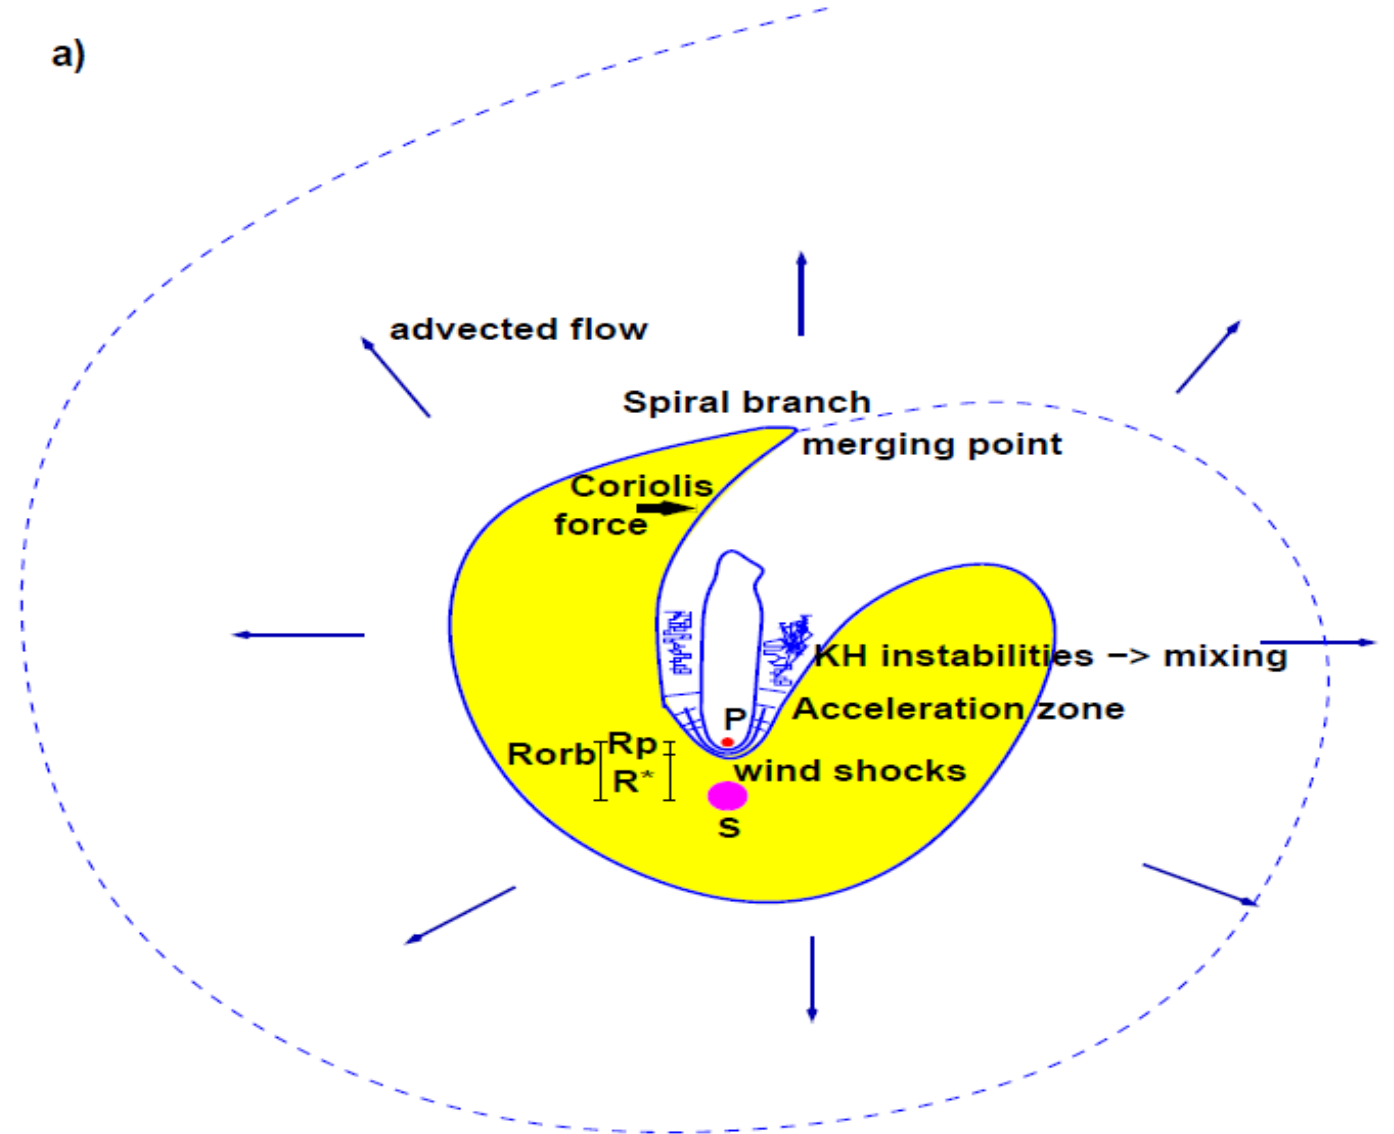 a)
advected flow
Spiral branch
merging point
Coriolis
force
KH instabilities −> mixing
P
Acceleration zone
Rorb
Rp
R*
wind shocks
S